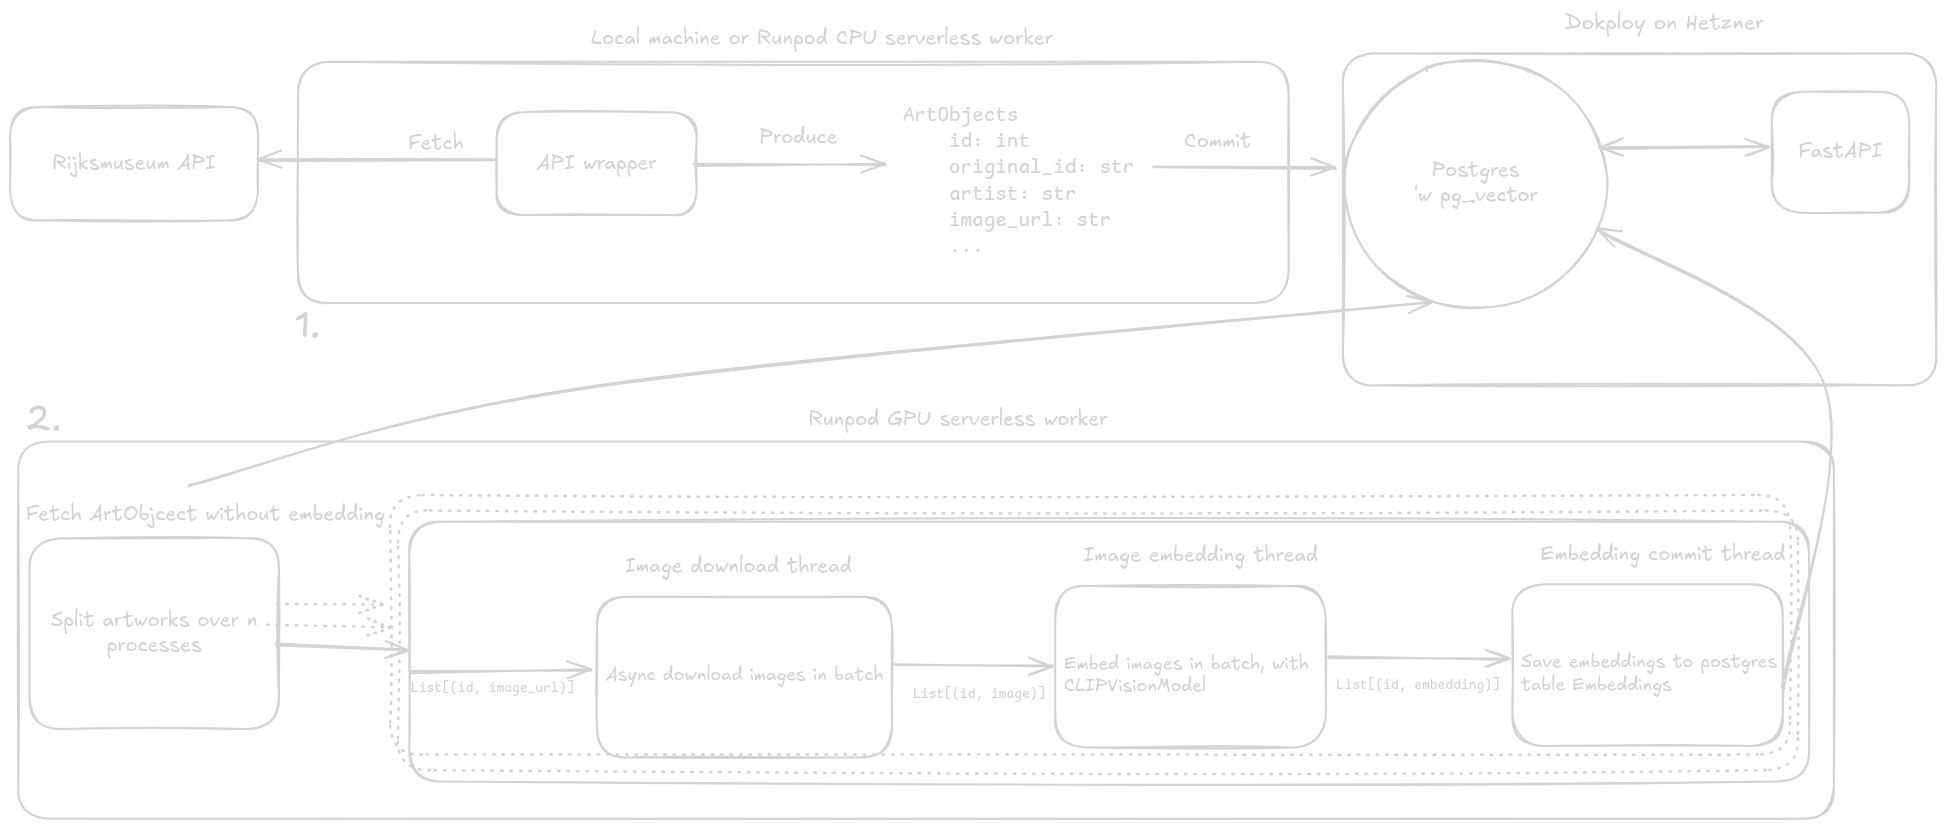 Dokploy on Hetzner
Local machine or Runpod CPU serverless worker
Rijksmuseum API
Fetch
API wrapper
Produce
ArtObjects
id: int
original_id: str
artist: str
image_url: str
...
Commit
Postgres
'w pg_vector
FastAPI
1.
2.
Runpod GPU serverless worker
Fetch ArtObjcect without embedding
Split artworks over n
processes
List[(id, image_url)]
Image download thread
Async download images in batch
List[(id, image)]
Image embedding thread
Embed images in batch, with
CLIPVisionModel
List[(id, embedding)]
Embedding commit thread
Save embeddings to postgres
table Embeddings